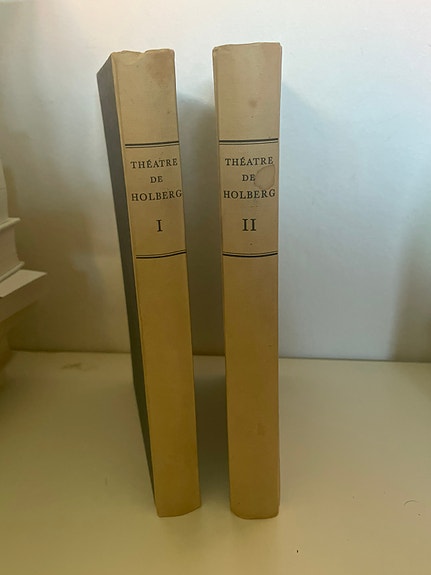 THÉATRE
DE
HOLBERG
I
THÉATRE
DE
HOLBERG
II